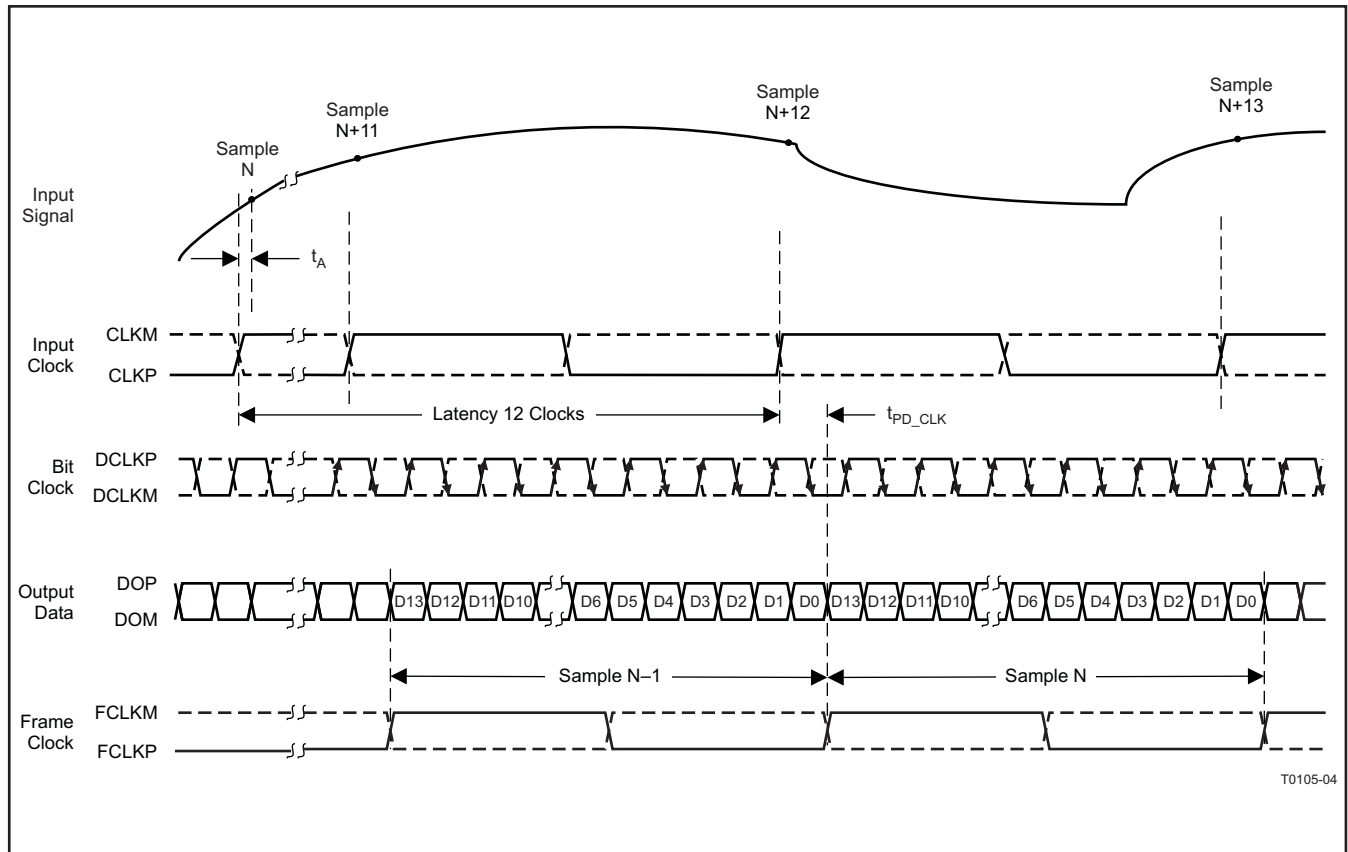 Sample
N
Sample
N+11
Sample
N+12
Sample
N+13
Input
Signal
tA
Input
Clock
CLKM
CLKP
Latency 12 Clocks
tPD_CLK
Bit
Clock
DCLKP
DCLKM
Output
Data
DOP
DOM
D13 D12 D11 D10 D6 D5 D4 D3 D2 D1 D0 D13 D12 D11 D10 D6 D5 D4 D3 D2 D1 D0
Sample N–1
Sample N
Frame
Clock
FCLKM
FCLKP
T0105-04